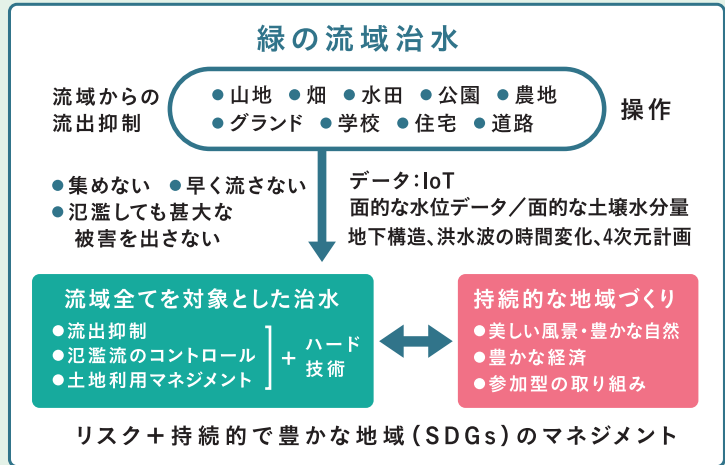 緑の流域治水
流域からの
流出抑制
●山地 ●畑 ●水田 ●公園 ●農地
●グランド ●学校 ●住宅 ●道路
操作
●集めない ●早く流さない
●氾濫しても甚大な
被害を出さない
データ:IoT
面的な水位データ/面的な土壌水分量
地下構造、洪水波の時間変化、4次元計画
流域全てを対象とした治水
●流出抑制
●氾濫流のコントロール
●土地利用マネジメント
+ ハード
技術
持続的な地域づくり
●美しい風景・豊かな自然
●豊かな経済
●参加型の取り組み
リスク+持続的で豊かな地域(SDGs)のマネジメント